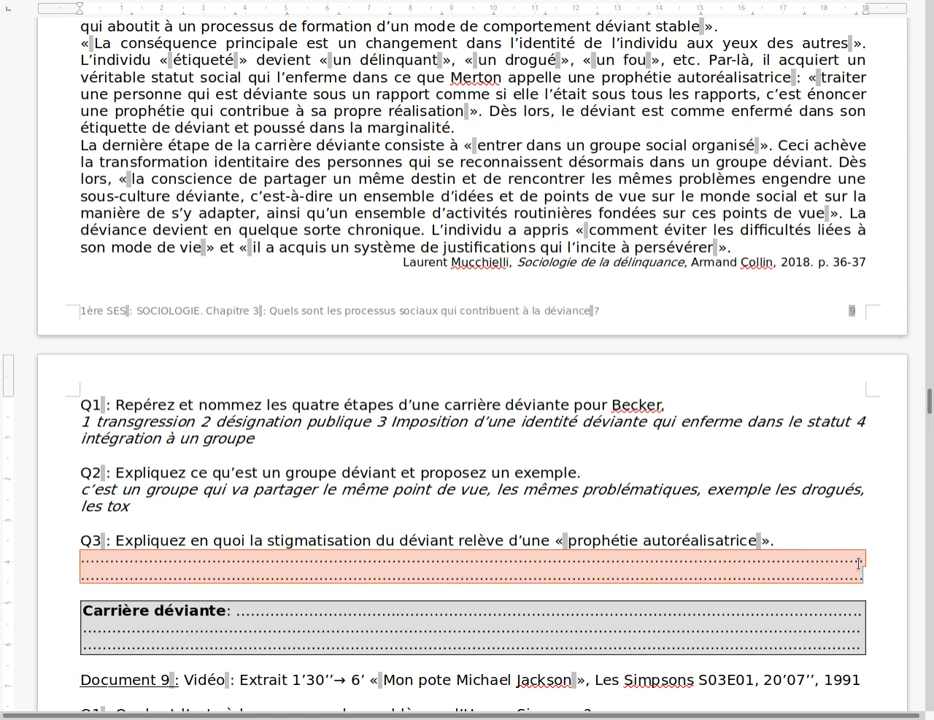 qui aboutit à un processus de formation d’un mode de comportement déviant stable ».
« La conséquence principale est un changement dans l’identité de l’individu aux yeux des autres ».
L’individu « étiqueté » devient « un délinquant », « un drogué », « un fou », etc. Par-là, il acquiert un
véritable statut social qui l’enferme dans ce que Merton appelle une prophétie autoréalisatrice : « traiter
une personne qui est déviante sous un rapport comme si elle l’était sous tous les rapports, c’est énoncer
une prophétie qui contribue à sa propre réalisation ». Dès lors, le déviant est comme enfermé dans son
étiquette de déviant et poussé dans la marginalité.
La dernière étape de la carrière déviante consiste à « entrer dans un groupe social organisé ». Ceci achève
la transformation identitaire des personnes qui se reconnaissent désormais dans un groupe déviant. Dès
lors, « la conscience de partager un même destin et de rencontrer les mêmes problèmes engendre une
sous-culture déviante, c’est-à-dire un ensemble d’idées et de points de vue sur le monde social et sur la
manière de s’y adapter, ainsi qu’un ensemble d’activités routinières fondées sur ces points de vue ». La
déviance devient en quelque sorte chronique. L’individu a appris « comment éviter les difficultés liées à
son mode de vie » et « il a acquis un système de justifications qui l’incite à persévérer ».
Laurent Mucchielli, Sociologie de la délinquance, Armand Collin, 2018. p. 36-37
1ère SES : SOCIOLOGIE. Chapitre 3 : Quels sont les processus sociaux qui contribuent à la déviance ? 9
Q1 : Repérez et nommez les quatre étapes d’une carrière déviante pour Becker.
1 transgression 2 désignation publique 3 Imposition d’une identité déviante qui enferme dans le statut 4
intégration à un groupe
Q2 : Expliquez ce qu’est un groupe déviant et proposez un exemple.
c’est un groupe qui va partager le même point de vue, les mêmes problématiques, exemple les drogués,
les tox
Q3 : Expliquez en quoi la stigmatisation du déviant relève d’une « prophétie autoréalisatrice ».
Carrière déviante: 
Document 9 : Vidéo : Extrait 1’30’’→ 6’ « Mon pote Michael Jackson », Les Simpsons S03E01, 20’07’’, 1991